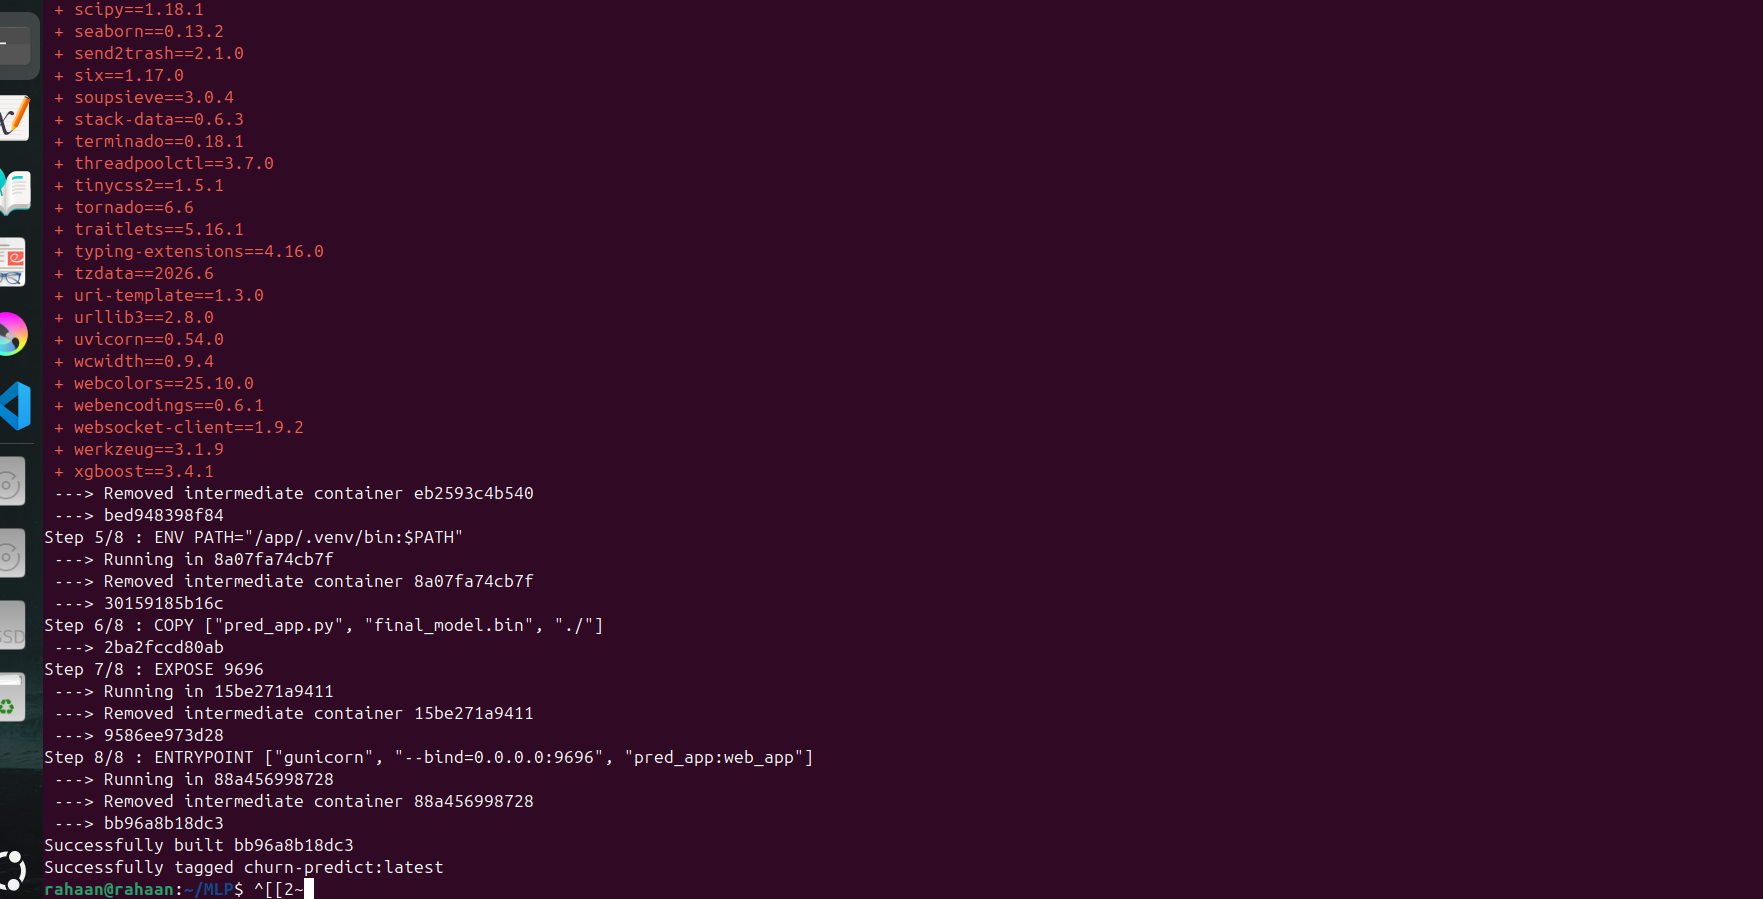 + scipy==1.18.1
+ seaborn==0.13.2
+ send2trash==2.1.0
+ six==1.17.0
+ soupsieve==3.0.4
+ stack-data==0.6.3
+ terminado==0.18.1
+ threadpoolctl==3.7.0
+ tinycss2==1.5.1
+ tornado==6.6
+ traitlets==5.16.1
+ typing-extensions==4.16.0
+ tzdata==2026.6
+ uri-template==1.3.0
+ urllib3==2.8.0
+ uvicorn==0.54.0
+ wcwidth==0.9.4
+ webcolors==25.10.0
+ webencodings==0.6.1
+ websocket-client==1.9.2
+ werkzeug==3.1.9
+ xgboost==3.4.1
---> Removed intermediate container eb2593c4b540
---> bed948398f84
Step 5/8 : ENV PATH="/app/.venv/bin:$PATH"
---> Running in 8a07fa74cb7f
---> Removed intermediate container 8a07fa74cb7f
---> 30159185b16c
Step 6/8 : COPY ["pred_app.py", "final_model.bin", "./"]
---> 2ba2fccd80ab
Step 7/8 : EXPOSE 9696
---> Running in 15be271a9411
---> Removed intermediate container 15be271a9411
---> 9586ee973d28
Step 8/8 : ENTRYPOINT ["gunicorn", "--bind=0.0.0.0:9696", "pred_app:web_app"]
---> Running in 88a456998728
---> Removed intermediate container 88a456998728
---> bb96a8b18dc3
Successfully built bb96a8b18dc3
Successfully tagged churn-predict:latest
rahaan@rahaan:~/MLP$ ^[[2~